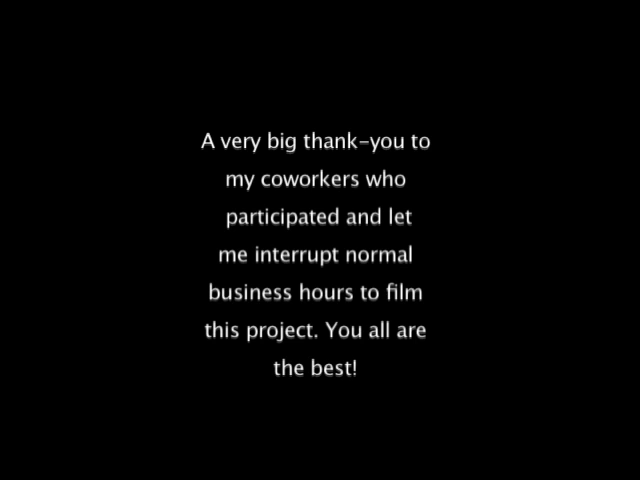 A very big thank-you to
my coworkers who
participated and let
me interrupt normal
business hours to film
this project. You all are
the best!